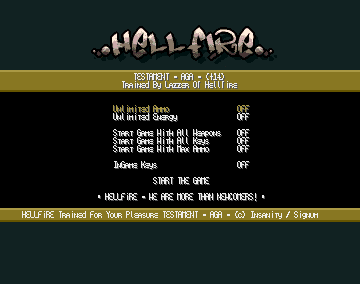 ..HELLFIRE..
TESTAMENT - AGA - (+14)
Trained By Lazzer Of HellFire
Unlimited Ammo OFF
Unlimited Energy OFF
Start Game With All Weapons OFF
Start Game With All Keys OFF
Start Game With Max Ammo OFF
InGame Keys OFF
START THE GAME
• HELLFiRE - WE ARE MORE THAN NEWCOMERS! •
HELLFiRE Trained For Your Pleasure TESTAMENT - AGA - (c) Insanity / Signum